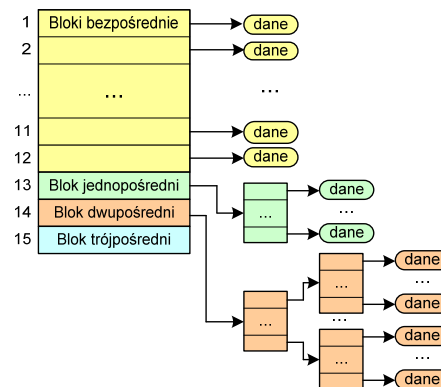 1 Bloki bezpośrednie dane
2 dane
... ... ...
11 dane
12 dane
13 Blok jednopośredni dane
... ...
14 Blok dwupośredni
dane
15 Blok trójpośredni
dane
... ...
dane
... ...
dane
... ...
dane